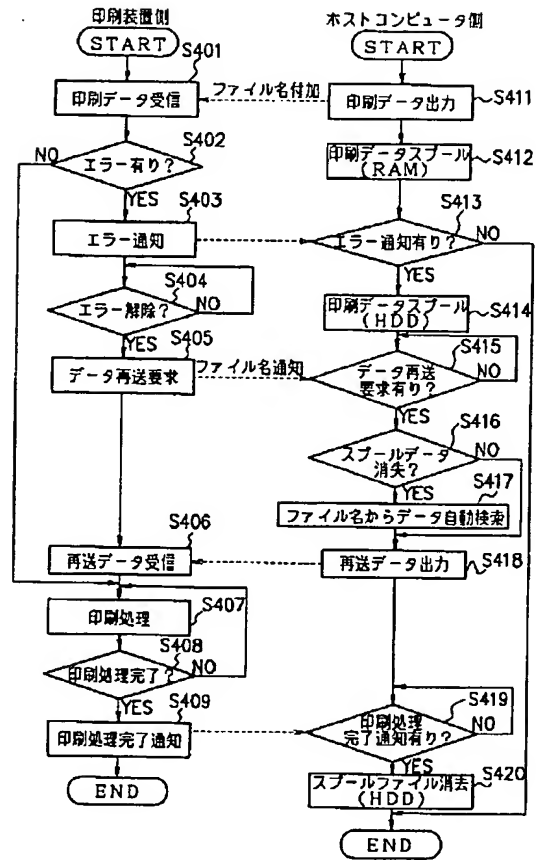 印刷装置側
START
S401
印刷データ受信
S402
エラー有り?
NO
YES
S403
エラー通知
S404
エラー解除?
NO
YES
S405
データ再送要求
S406
再送データ受信
S407
印刷処理
S408
印刷処理完了?
NO
YES
S409
印刷処理完了通知
END
ファイル名付加
ファイル名通知
ホストコンピュータ側
START
印刷データ出力
S411
印刷データスプール
(RAM)
S412
S413
エラー通知有り?
NO
YES
印刷データスプール
(HDD)
S414
S415
データ再送
要求有り?
NO
YES
S416
スプールデータ
消失?
NO
YES
S417
ファイル名からデータ自動検索
再送データ出力
S418
S419
印刷処理
完了通知有り?
NO
YES
スプールファイル消去
(HDD)
S420
END